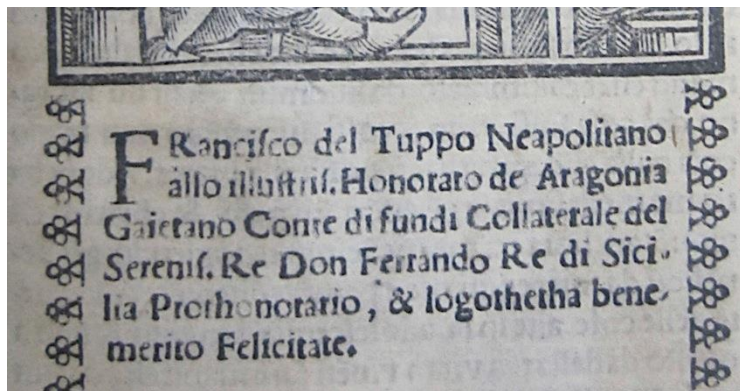 FRanciſco del Tuppo Neapolitano
allo illuſtriſ. Honorato de Aragonia
Gaietano Conte di fundi Collaterale del
Sereniſ. Re Don Ferrando Re di Sici-
lia Prothonorario, & logothetha bene-
merito Felicitate.